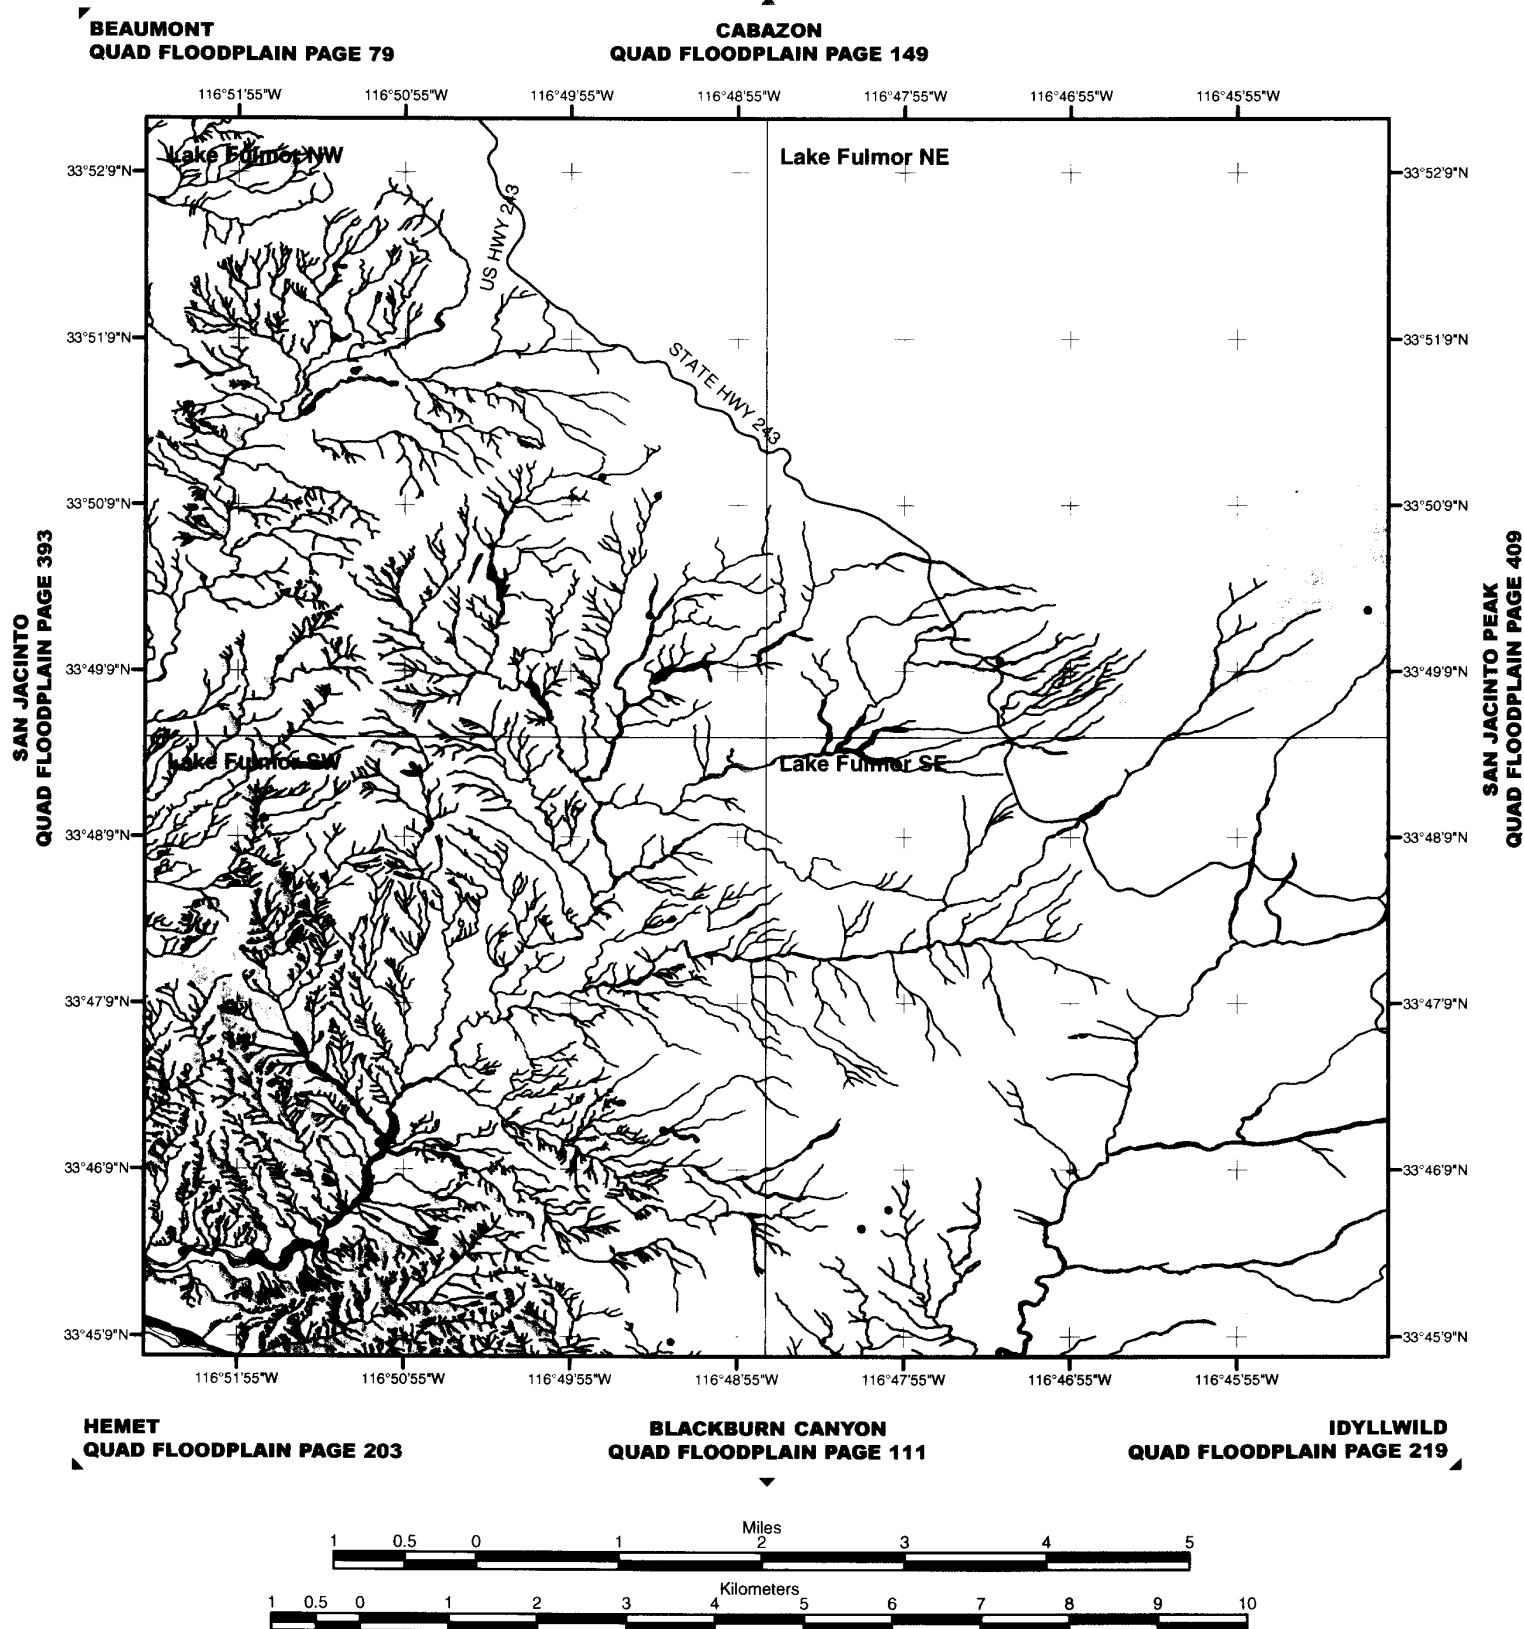 BEAUMONT
QUAD FLOODPLAIN PAGE 79
CABAZON
QUAD FLOODPLAIN PAGE 149
116°51'55"W 116°50'55"W 116°49'55"W 116°48'55"W 116°47'55"W 116°46'55"W 116°45'55"W
Lake Fulmor NW
Lake Fulmor NE
33°52'9"N
33°52'9"N
US HWY 243
33°51'9"N
33°51'9"N
STATE HWY 243
33°50'9"N
33°50'9"N
SAN JACINTO
QUAD FLOODPLAIN PAGE 393
SAN JACINTO PEAK
QUAD FLOODPLAIN PAGE 409
33°49'9"N
33°49'9"N
Lake Fulmor SW
Lake Fulmor SE
33°48'9"N
33°48'9"N
33°47'9"N
33°47'9"N
33°46'9"N
33°46'9"N
33°45'9"N
33°45'9"N
116°51'55"W 116°50'55"W 116°49'55"W 116°48'55"W 116°47'55"W 116°46'55"W 116°45'55"W
HEMET
QUAD FLOODPLAIN PAGE 203
BLACKBURN CANYON
QUAD FLOODPLAIN PAGE 111
IDYLLWILD
QUAD FLOODPLAIN PAGE 219
Miles
1 0.5 0 1 2 3 4 5
Kilometers
1 0.5 0 1 2 3 4 5 6 7 8 9 10